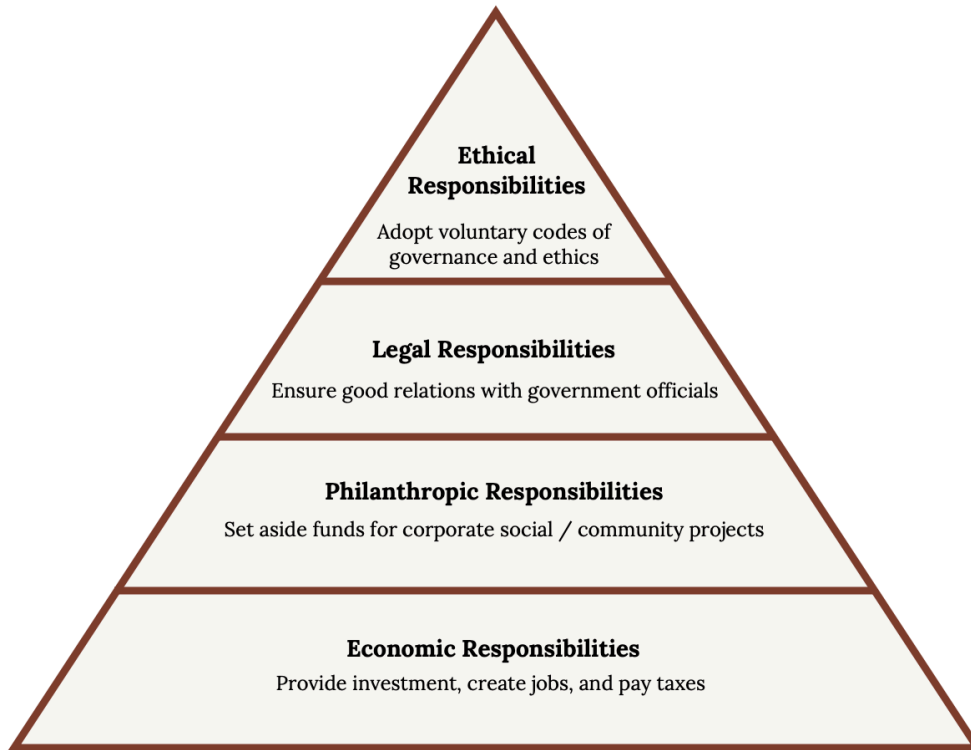 Ethical
Responsibilities
Adopt voluntary codes of
governance and ethics
Legal Responsibilities
Ensure good relations with government officials
Philanthropic Responsibilities
Set aside funds for corporate social / community projects
Economic Responsibilities
Provide investment, create jobs, and pay taxes